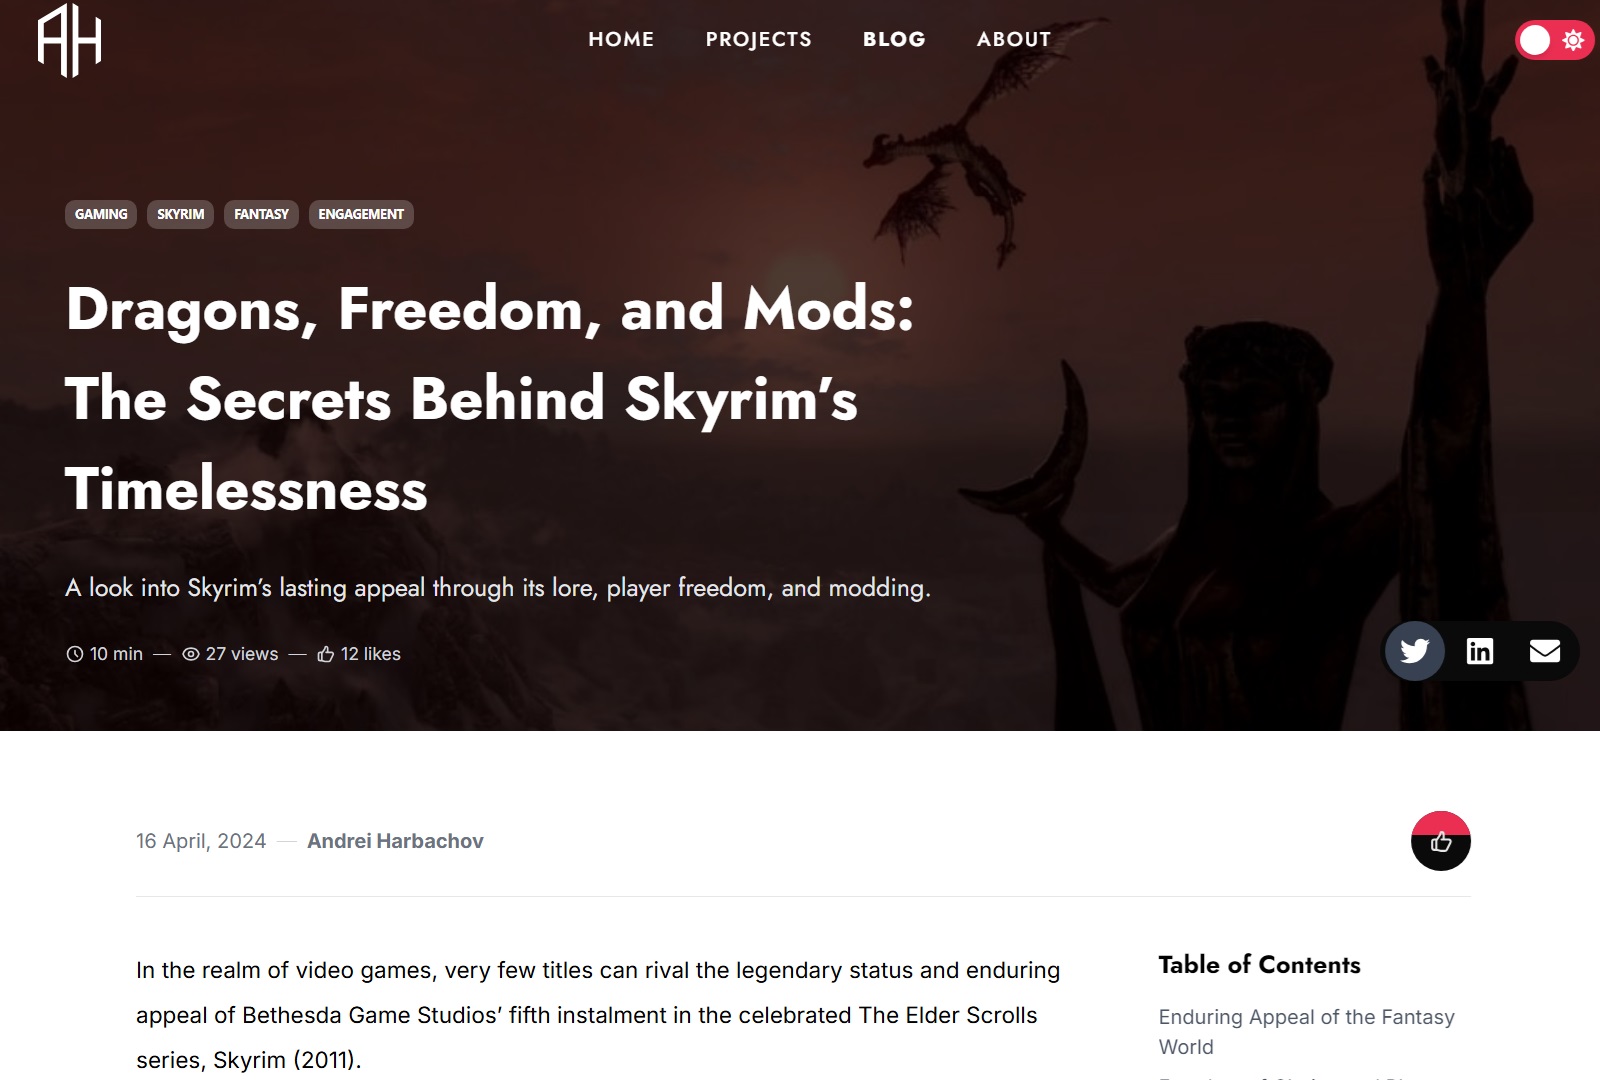 AH
HOME PROJECTS BLOG ABOUT
GAMING SKYRIM FANTASY ENGAGEMENT
Dragons, Freedom, and Mods:
The Secrets Behind Skyrim’s
Timelessness
A look into Skyrim’s lasting appeal through its lore, player freedom, and modding.
10 min — 27 views — 12 likes
in
16 April, 2024 — Andrei Harbachov
In the realm of video games, very few titles can rival the legendary status and enduring
appeal of Bethesda Game Studios’ fifth instalment in the celebrated The Elder Scrolls
series, Skyrim (2011).
Table of Contents
Enduring Appeal of the Fantasy
World